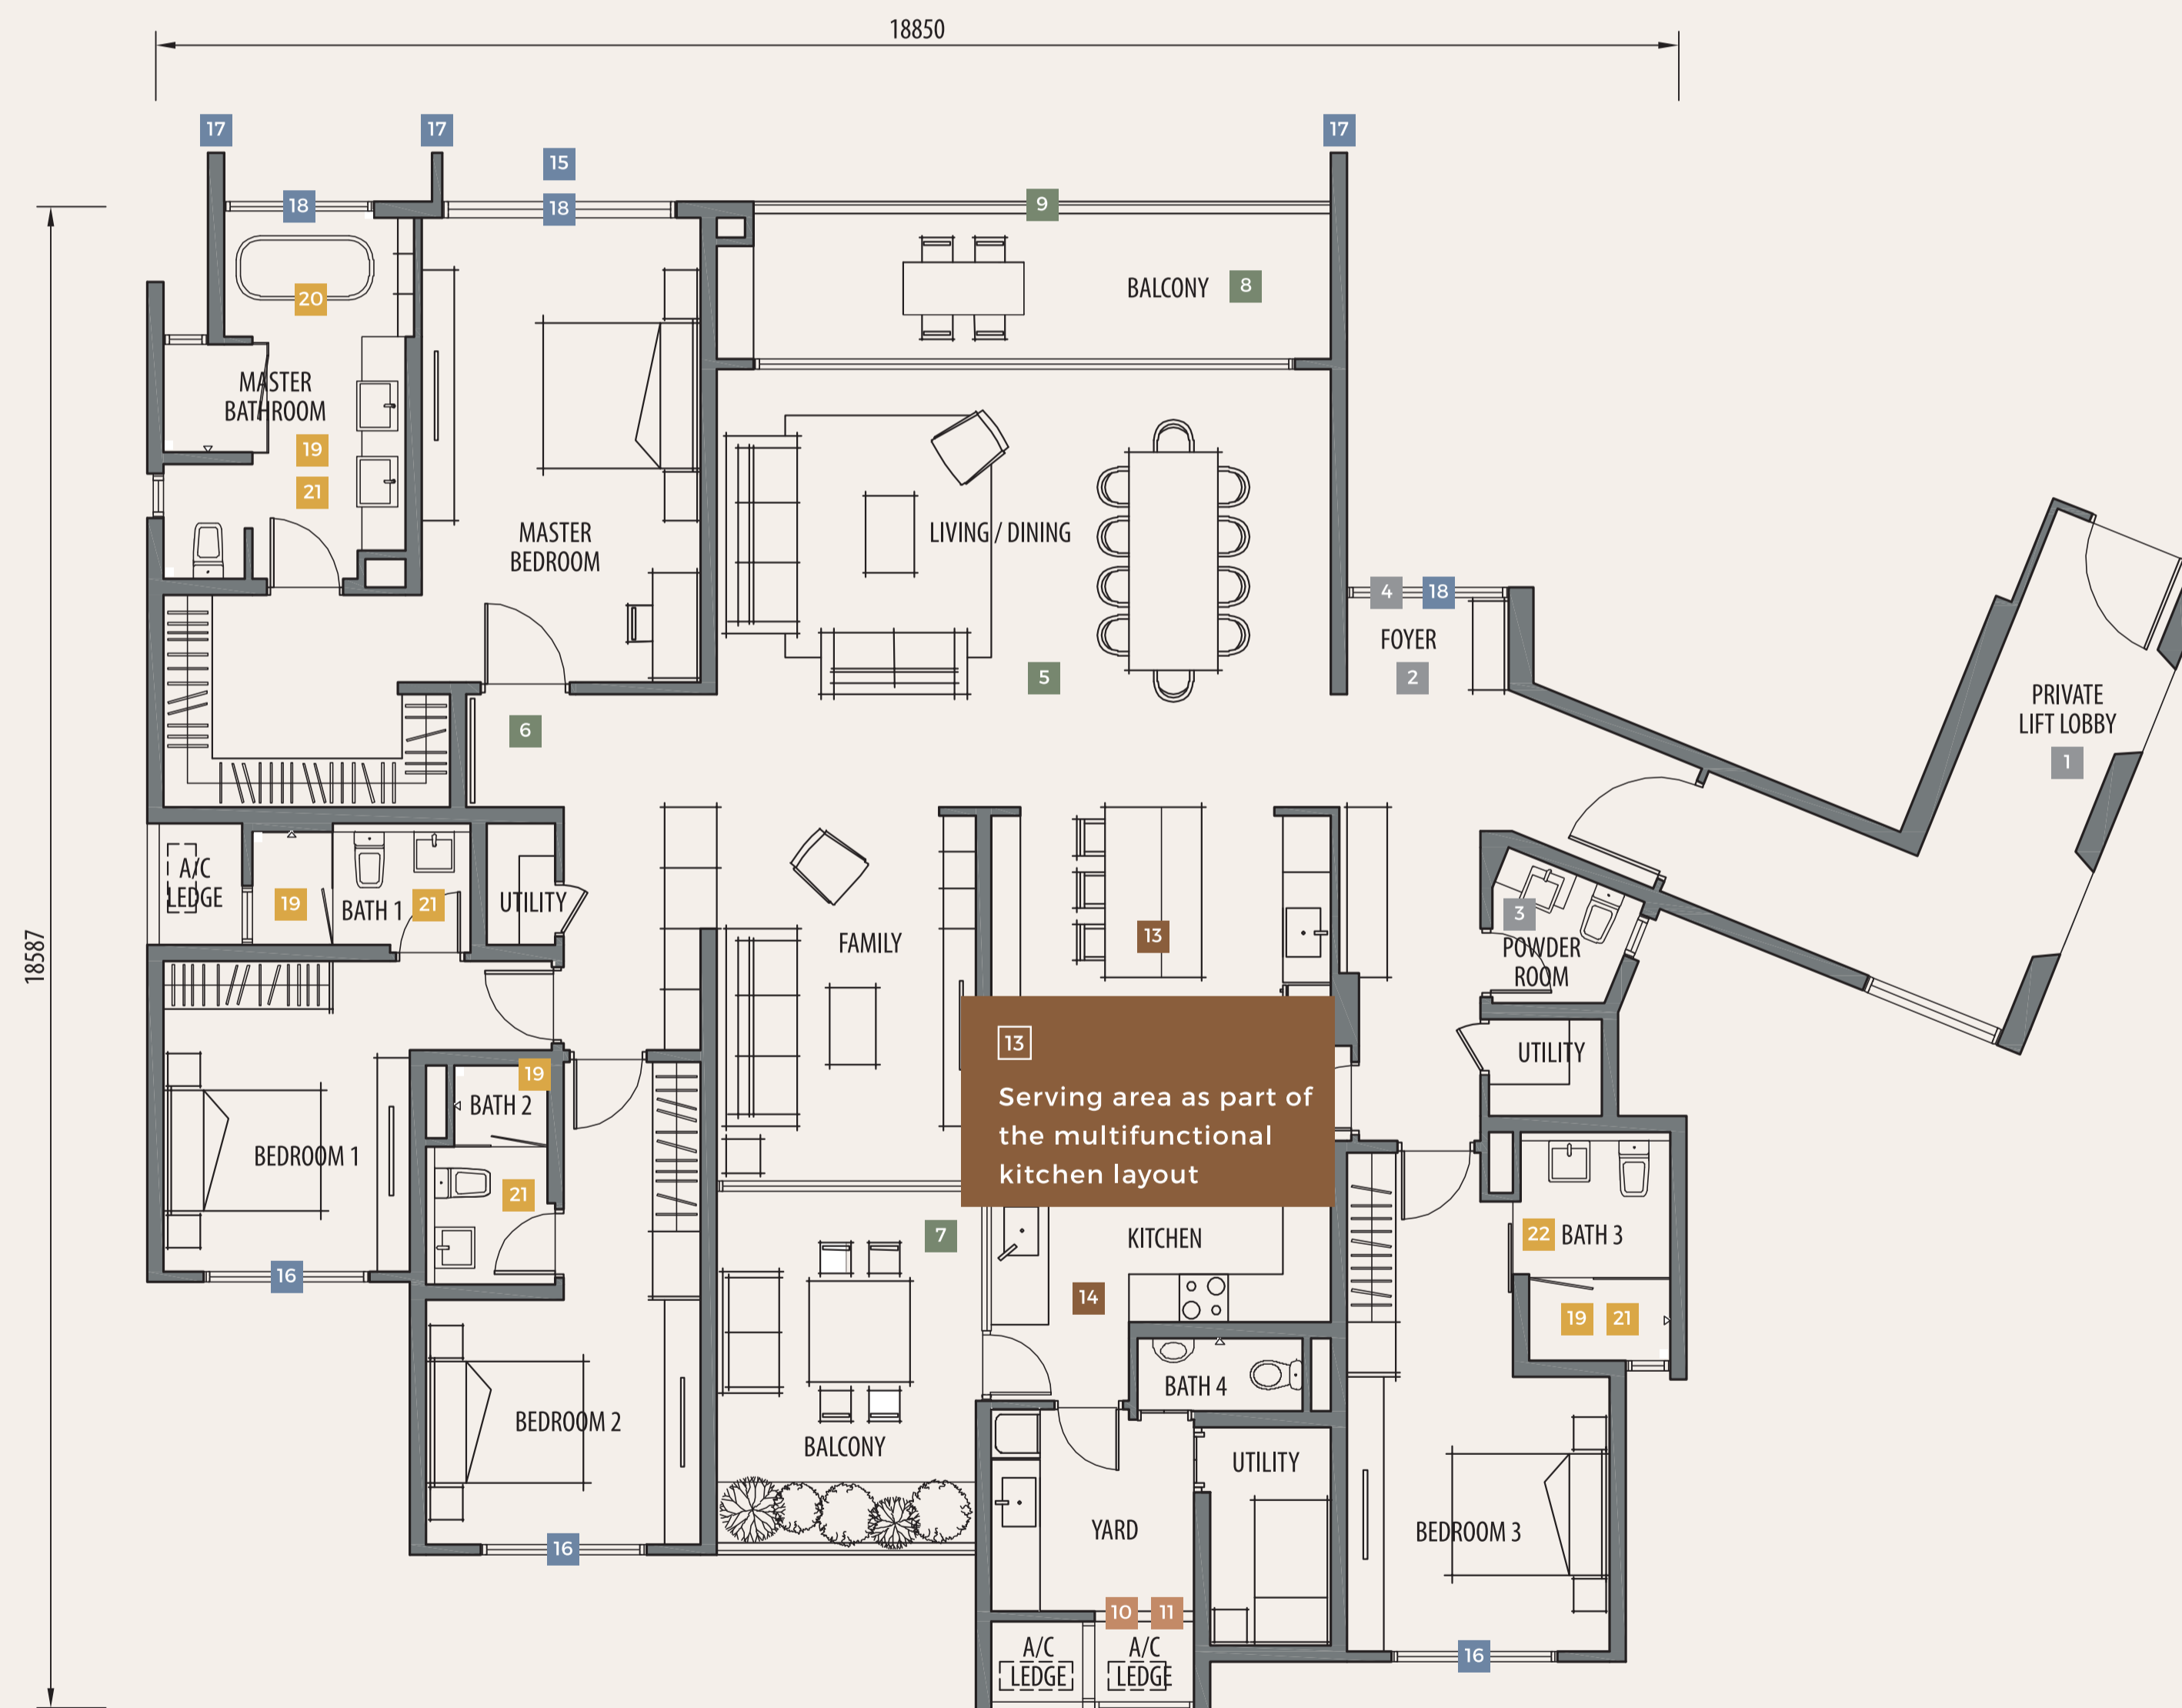 18850
17
17
17
15
18
18
9
BALCONY 8
20
MASTER
BATHROOM
19
21
MASTER
BEDROOM
LIVING / DINING
4 18
FOYER
2
5
6
PRIVATE
LIFT LOBBY
1
A/C
LEDGE
19
BATH 1 21
UTILITY
FAMILY
13
3
POWDER
ROOM
18587
13
Serving area as part of
the multifunctional
kitchen layout
UTILITY
19
BATH 2
BEDROOM 1
21
16
7
KITCHEN
22 BATH 3
14
19 21
BATH 4
BEDROOM 2
BALCONY
UTILITY
YARD
BEDROOM 3
16
10 11
A/C
LEDGE
A/C
LEDGE
16